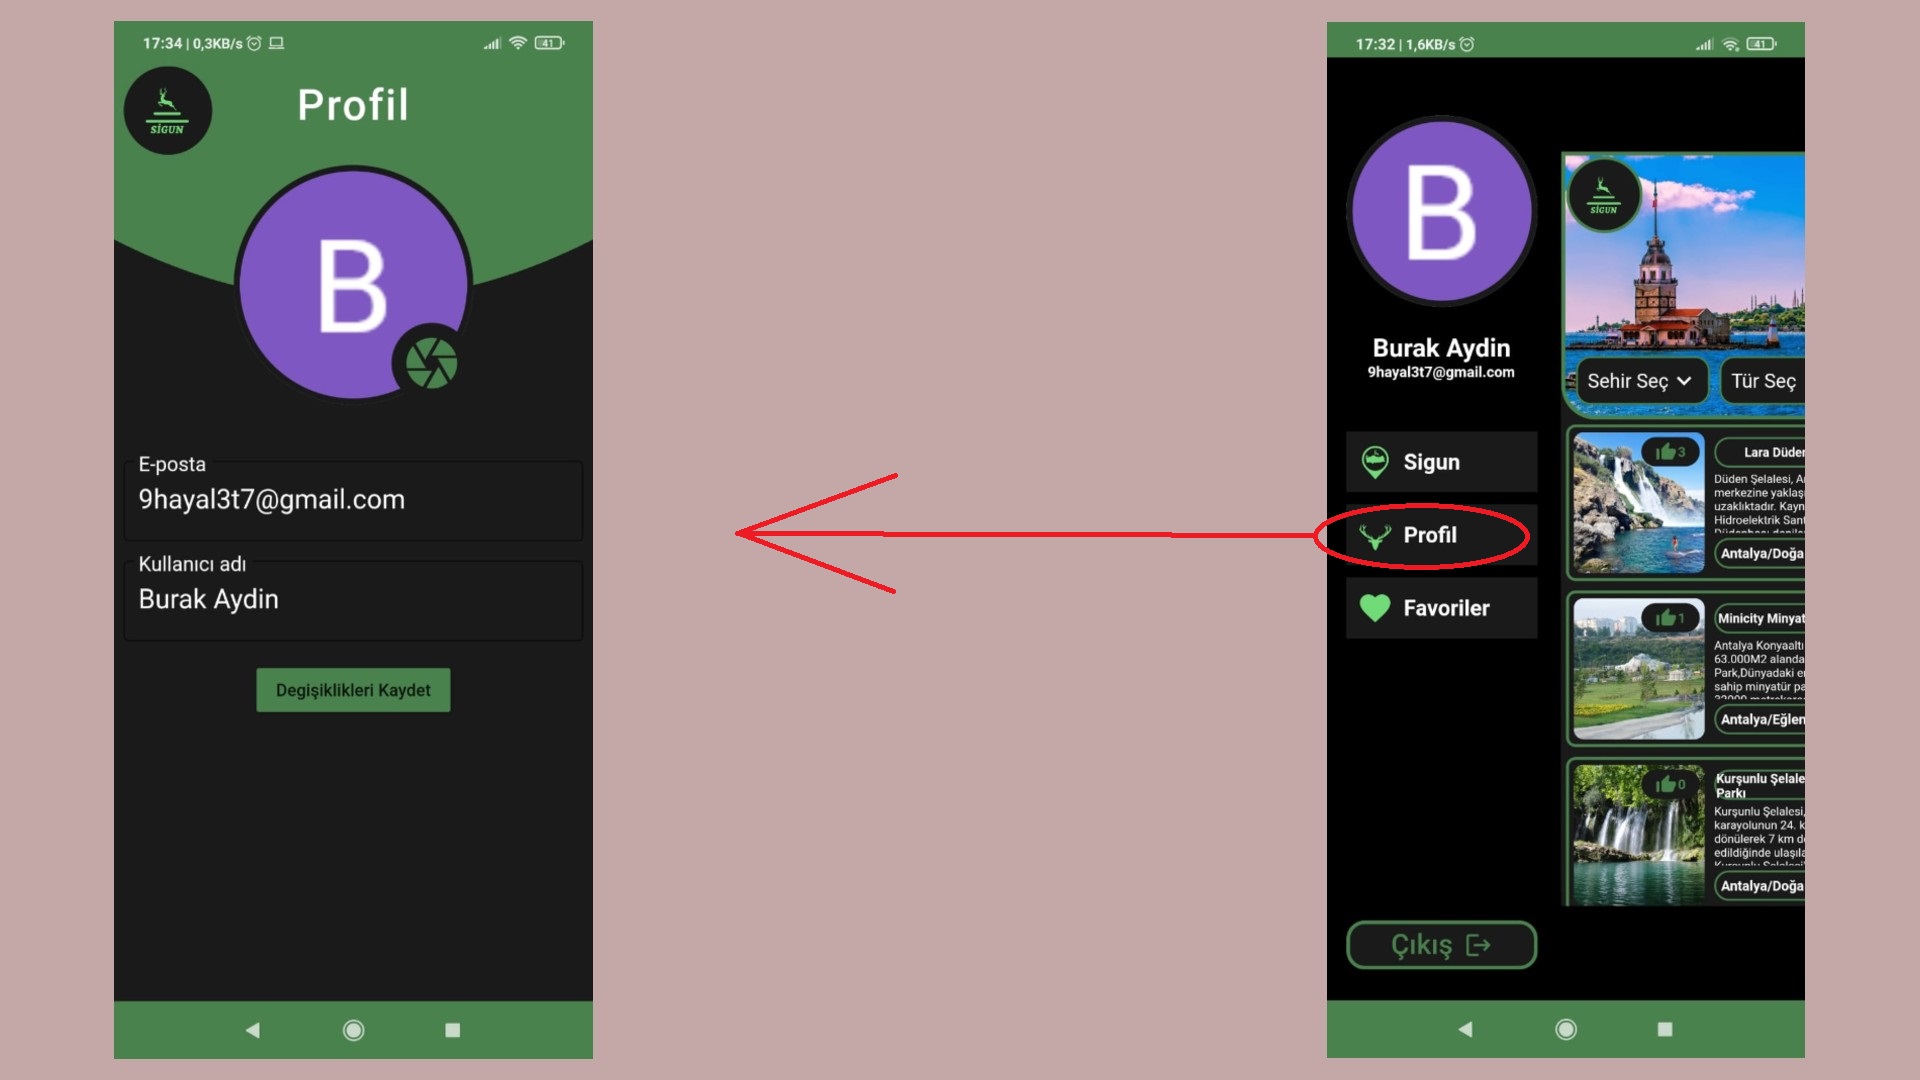 17:34 | 0,3KB/s
41
SİGUN
Profil
B
E-posta
9hayal3t7@gmail.com
Kullanıcı adı
Burak Aydin
Degişiklikleri Kaydet
17:32 | 1,6KB/s
41
B
Burak Aydin
9hayal3t7@gmail.com
Sigun
Profil
Favoriler
Çıkış
SİGUN
Sehir Seç
Tür Seç
3
Lara Düden
Düden Şelalesi, A
merkezine yaklaş
uzaklıktadır. Kayn
Hidroelektrik Sant
Antalya/Doğa
1
Minicity Minyat
Antalya Konyaaltı
63.000M2 alanda
Park,Dünyadaki e
sahip minyatür pa
Antalya/Eğlen
0
Kurşunlu Şelale
Parkı
Kurşunlu Şelalesi,
karayolunun 24. k
dönülerek 7 km d
edildiğinde ulaşıla
Antalya/Doğa